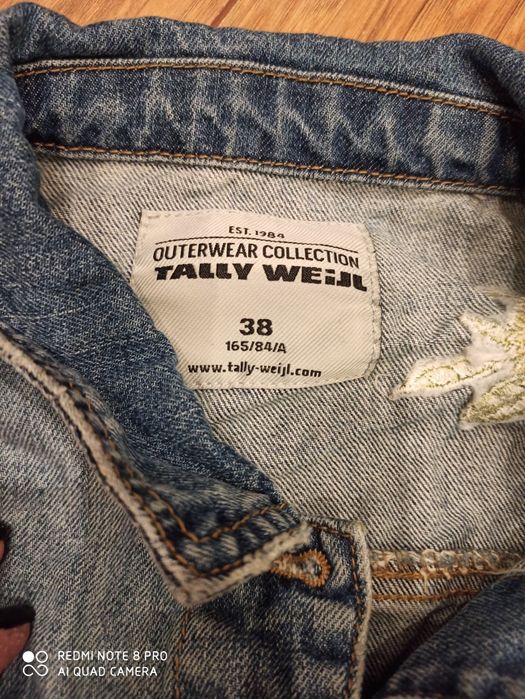 EST. 1984
OUTERWEAR COLLECTION
TALLY WEiJL
38
165/84/A
www.tally-weijl.com
REDMI NOTE 8 PRO
AI QUAD CAMERA